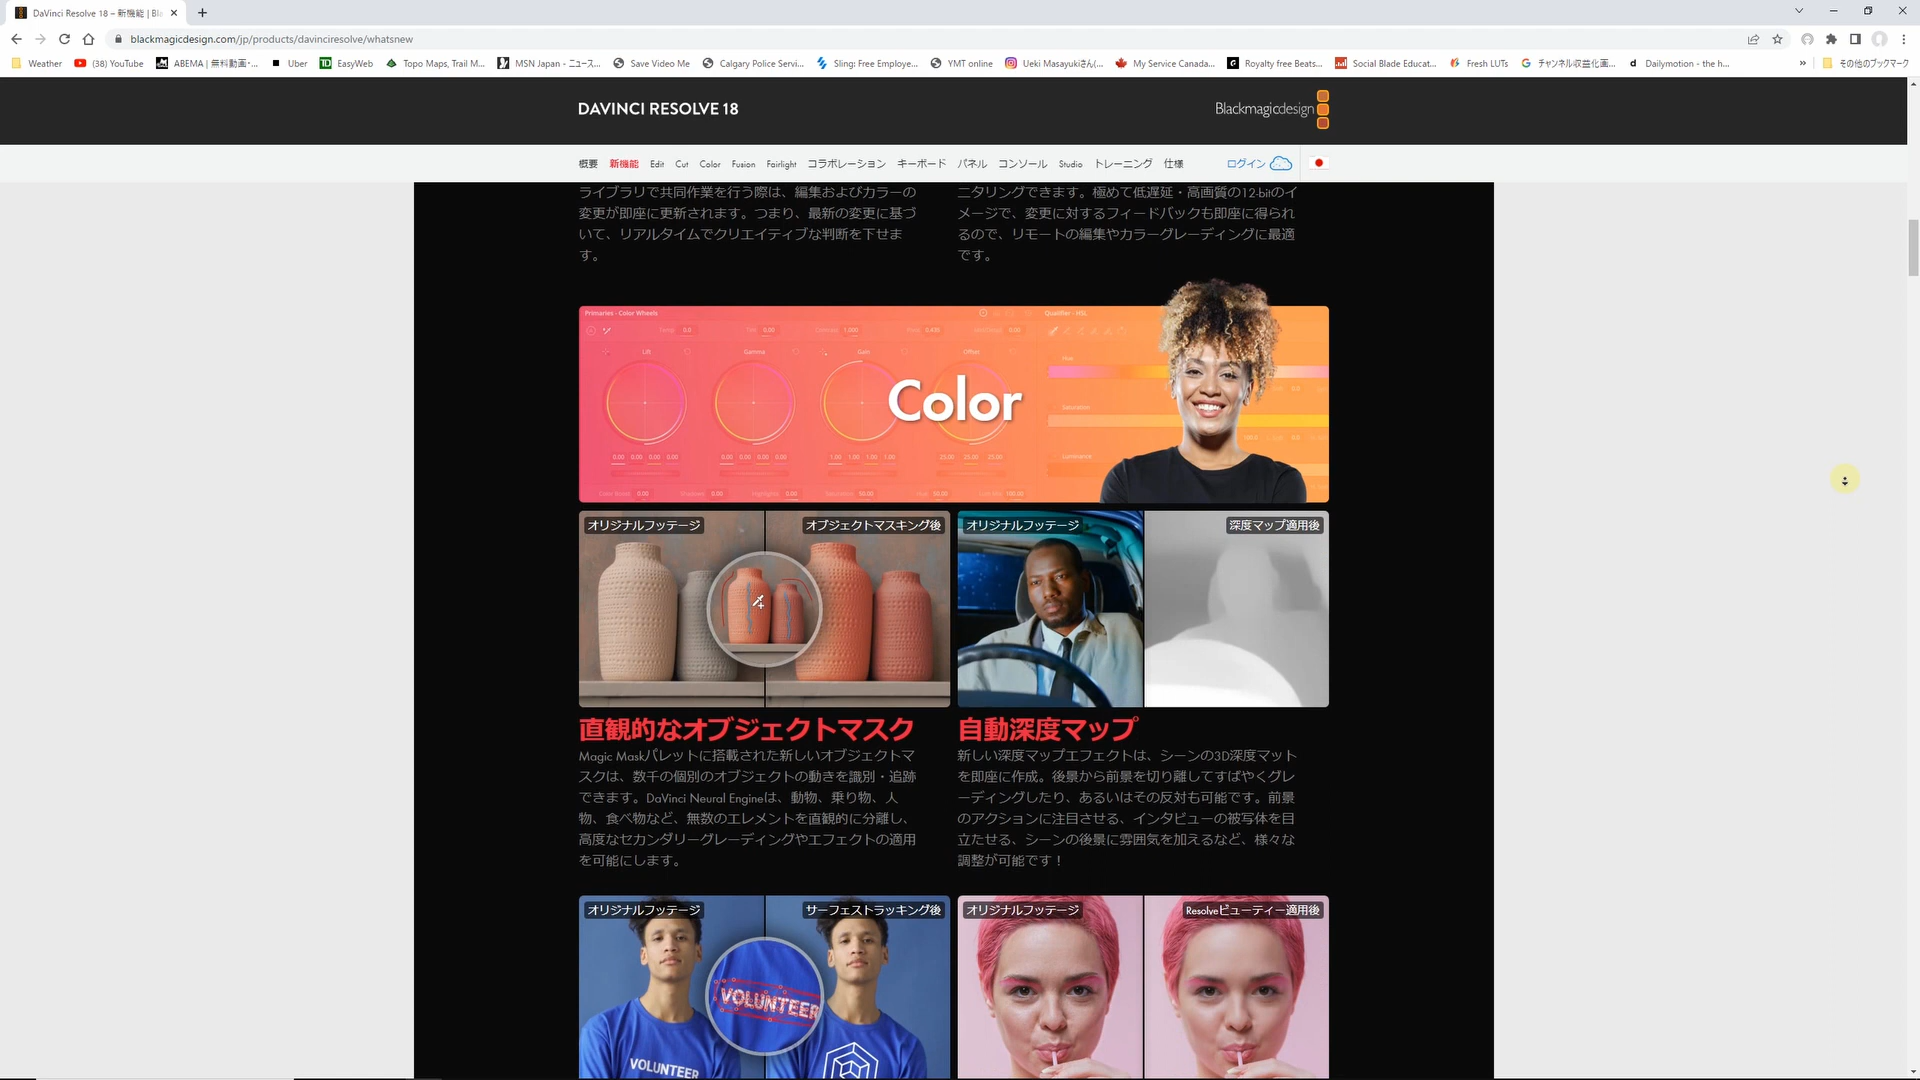 DaVinci Resolve 18 – 新機能 | Bla
blackmagicdesign.com/jp/products/davinciresolve/whatsnew
Weather
(38) YouTube
ABEMA | 無料動画・...
Uber
EasyWeb
Topo Maps, Trail M...
MSN Japan - ニュース...
Save Video Me
Calgary Police Servi...
Sling: Free Employe...
YMT online
Ueki Masayukiさん(...
My Service Canada...
Royalty free Beats...
Social Blade Educat...
Fresh LUTs
チャンネル収益化画...
Dailymotion - the h...
»
その他のブックマーク
DAVINCI RESOLVE 18
Blackmagicdesign
概要 新機能 Edit Cut Color Fusion Fairlight コラボレーション キーボード パネル コンソール Studio トレーニング 仕様
ログイン
ライブラリで共同作業を行う際は、編集およびカラーの
変更が即座に更新されます。つまり、最新の変更に基づ
いて、リアルタイムでクリエイティブな判断を下せま
す。
ニタリングできます。極めて低遅延・高画質の12-bitのイ
メージで、変更に対するフィードバックも即座に得られ
るので、リモートの編集やカラーグレーディングに最適
です。
Primaries - Color Wheels
Qualifier - HSL
Lift
Gamma
Gain
Offset
Color
オリジナルフッテージ
オブジェクトマスキング後
オリジナルフッテージ
深度マップ適用後
直観的なオブジェクトマスク
Magic Maskパレットに搭載された新しいオブジェクトマ
スクは、数千の個別のオブジェクトの動きを識別・追跡
できます。DaVinci Neural Engineは、動物、乗り物、人
物、食べ物など、無数のエレメントを直観的に分離し、
高度なセカンダリーグレーディングやエフェクトの適用
を可能にします。
自動深度マップ
新しい深度マップエフェクトは、シーンの3D深度マット
を即座に作成。後景から前景を切り離してすばやくグレ
ーディングしたり、あるいはその反対も可能です。前景
のアクションに注目させる、インタビューの被写体を目
立たせる、シーンの後景に雰囲気を加えるなど、様々な
調整が可能です！
オリジナルフッテージ
サーフェストラッキング後
VOLUNTEER
VOLUNTEER
オリジナルフッテージ
Resolveビューティー適用後